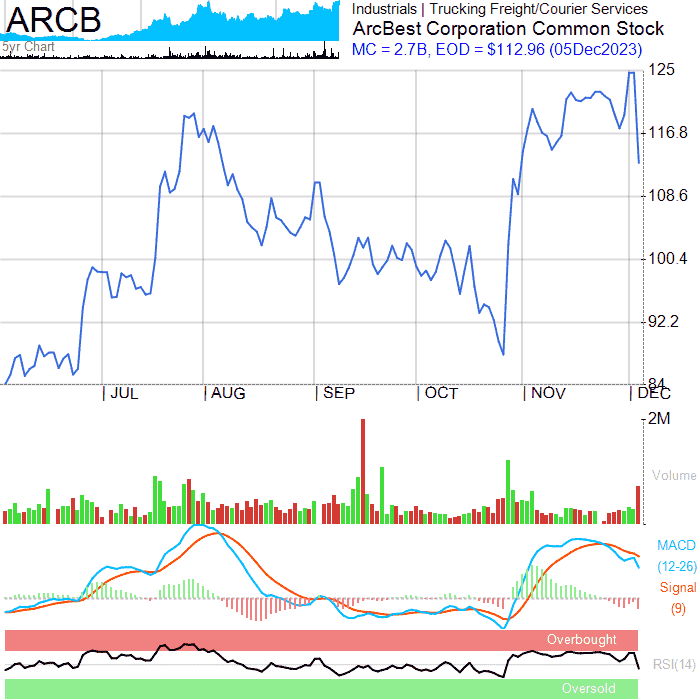 ARCB
5yr Chart
Industrials | Trucking Freight/Courier Services
ArcBest Corporation Common Stock
MC = 2.7B, EOD = $112.96 (05Dec2023)
125
116.8
108.6
100.4
92.2
84
|JUL |AUG |SEP |OCT |NOV |DEC
2M
Volume
MACD
(12-26)
Signal
(9)
Overbought
RSI(14)
Oversold